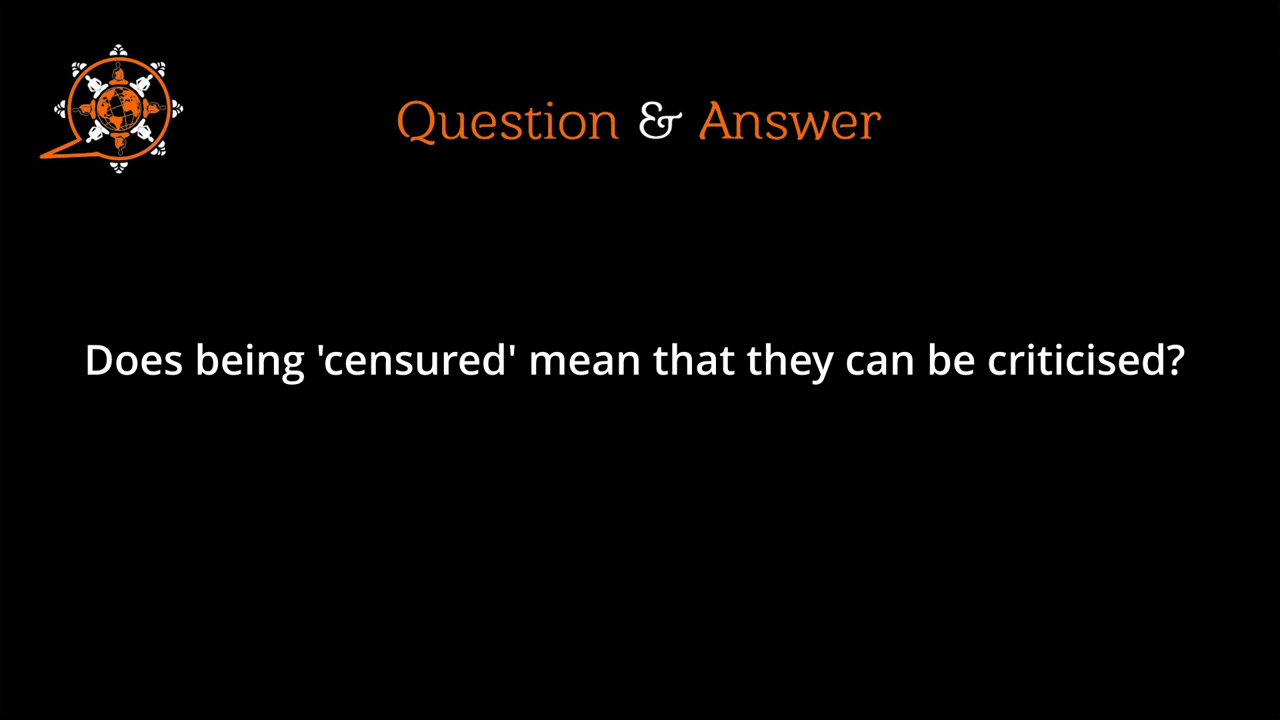 Question & Answer
Does being 'censured' mean that they can be criticised?